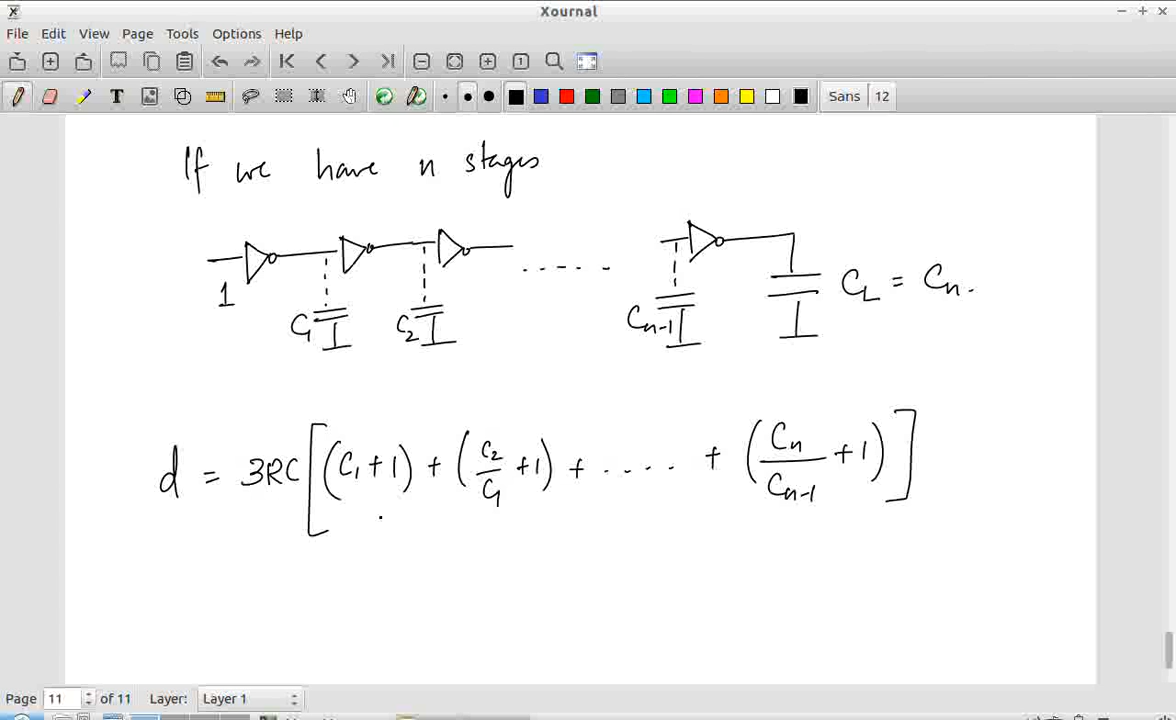 Xournal
File Edit View Page Tools Options Help
Sans 12
If we have n stages
1 C1 C2 Cn-1 CL = Cn.
d = 3RC[(C1+1) + (C2/C1 +1) + .... + (Cn/Cn-1 +1)]
Page 11 of 11 Layer: Layer 1